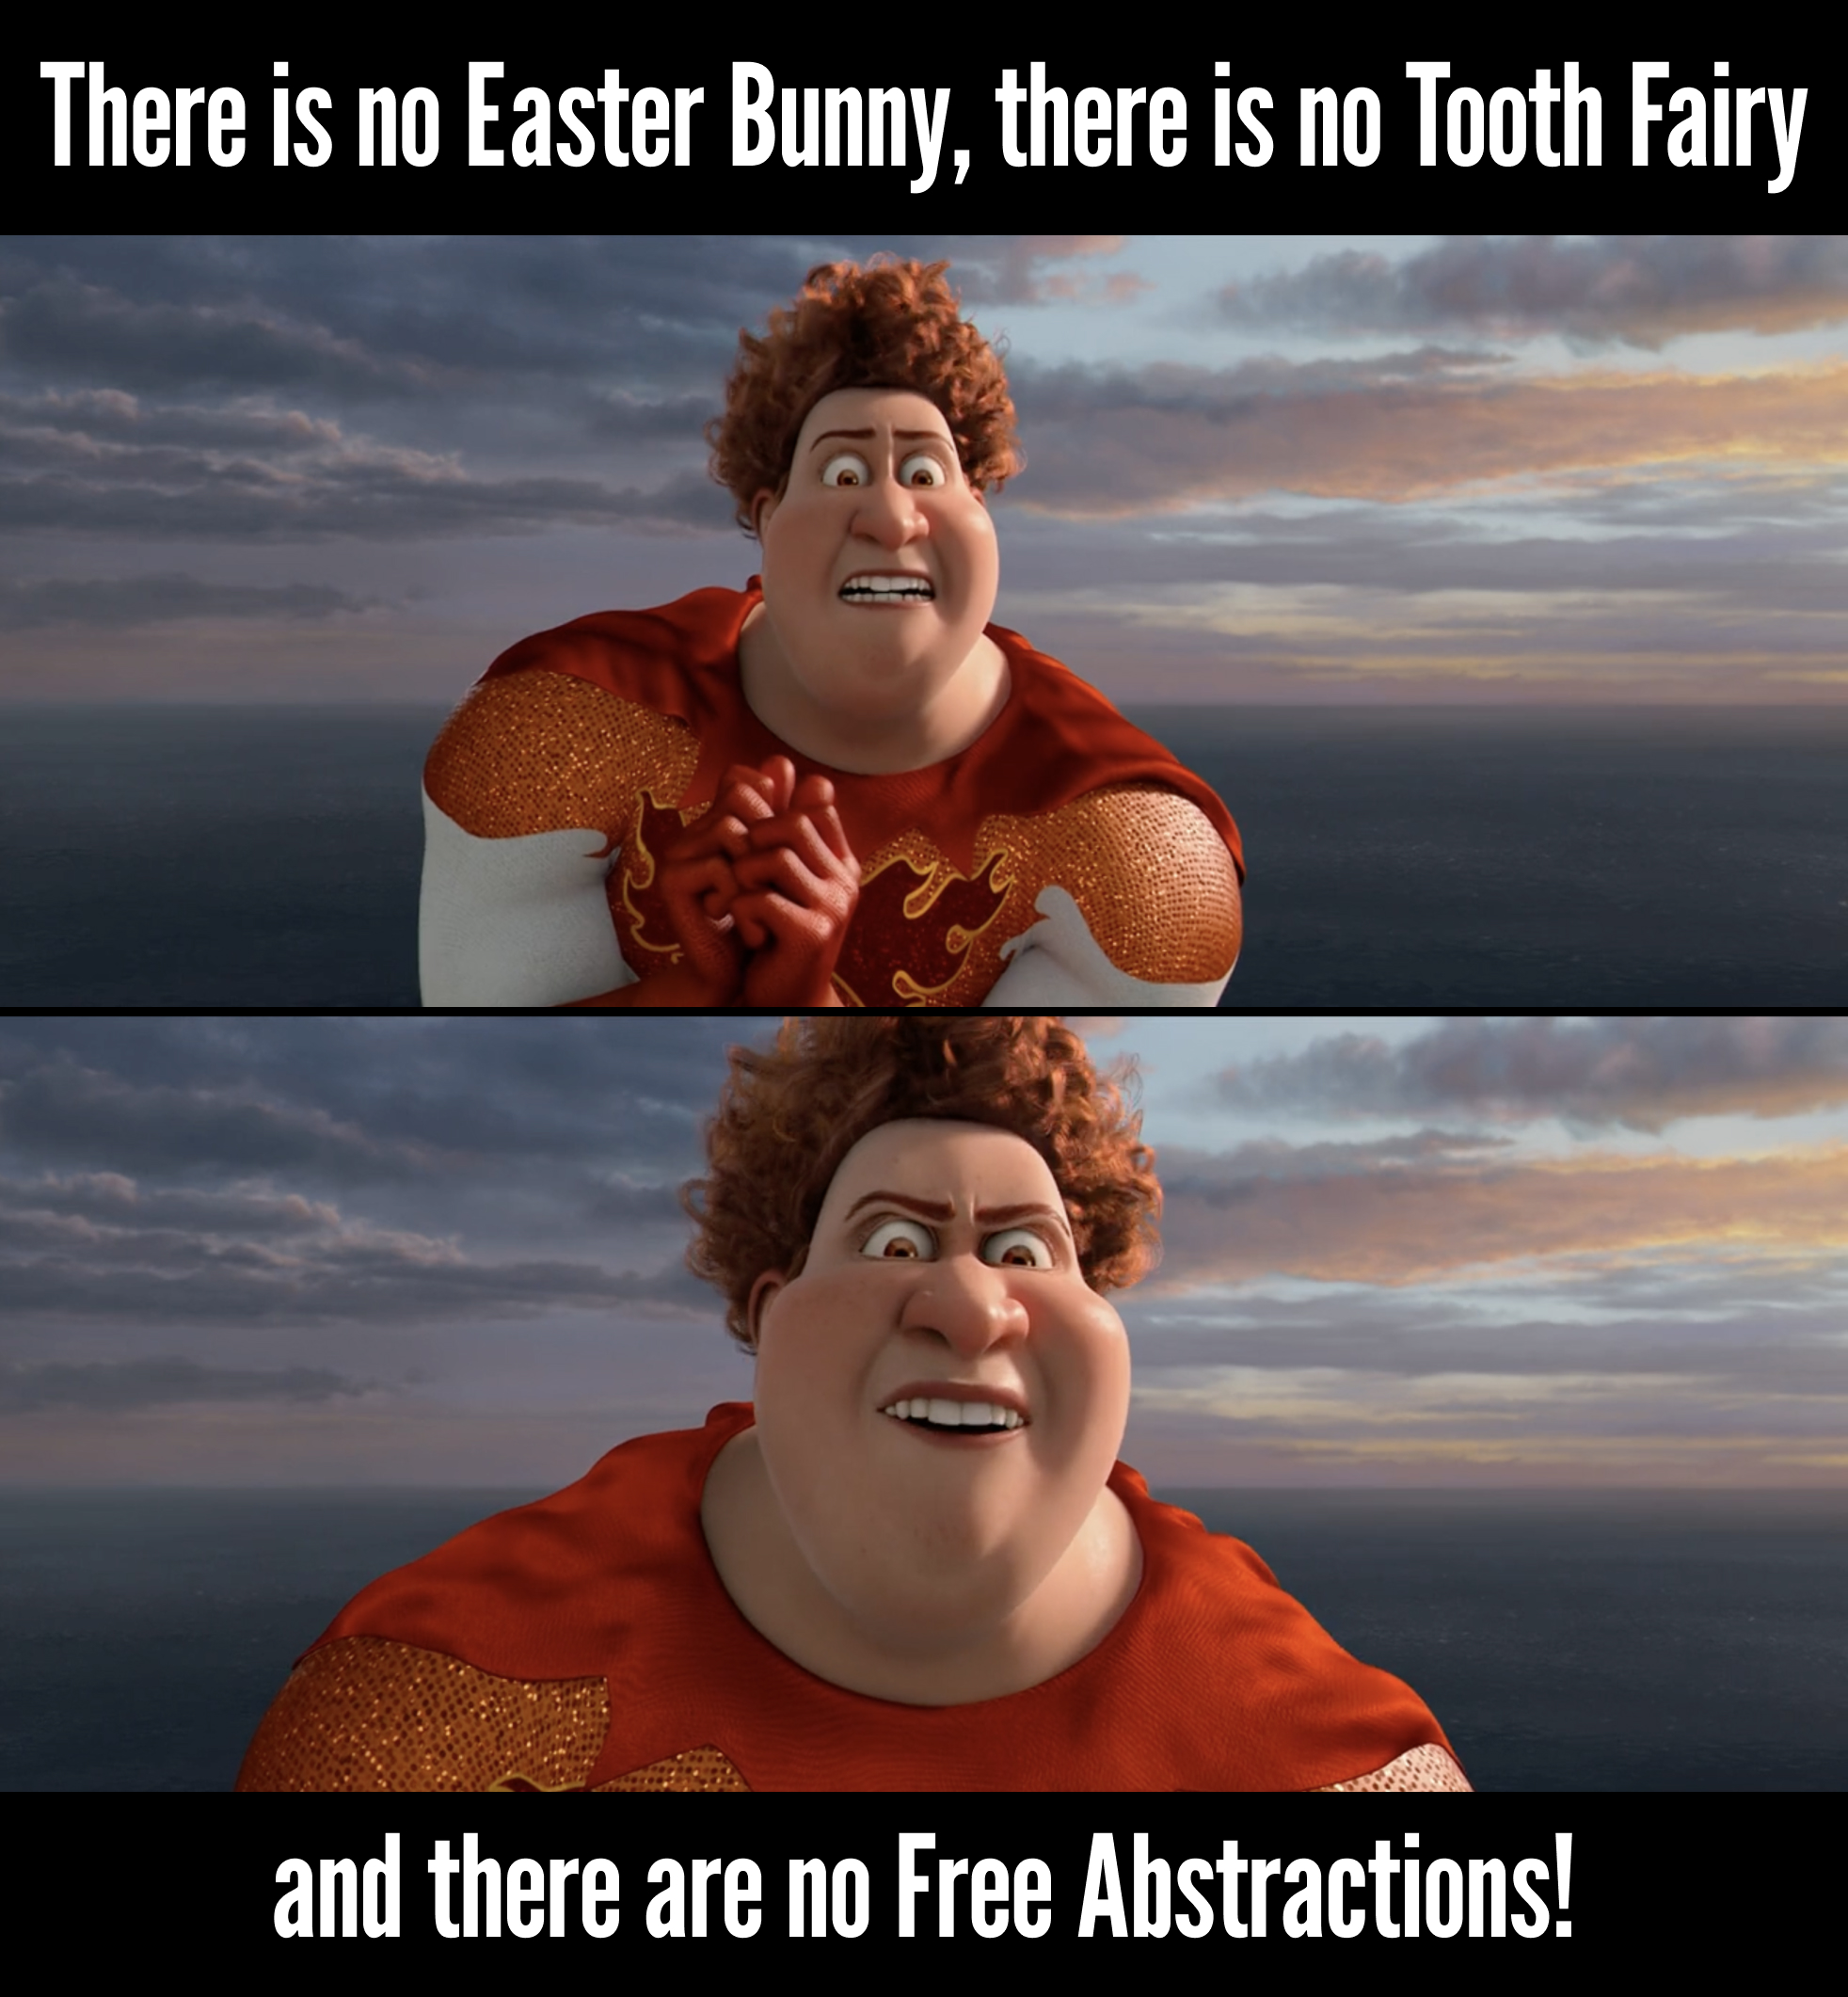 There is no Easter Bunny, there is no Tooth Fairy
and there are no Free Abstractions!